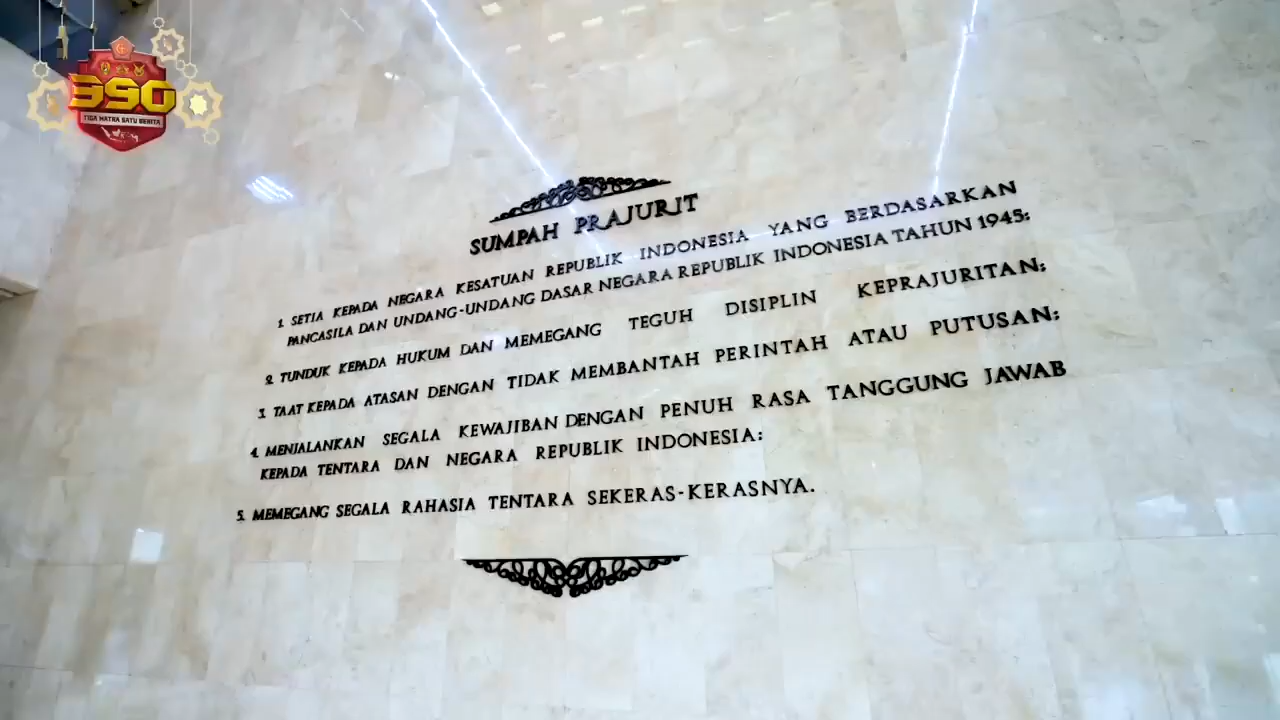 390
TIGA MATRA SATU BERITA
SUMPAH PRAJURIT
1. SETIA KEPADA NEGARA KESATUAN REPUBLIK INDONESIA YANG BERDASARKAN
PANCASILA DAN UNDANG-UNDANG DASAR NEGARA REPUBLIK INDONESIA TAHUN 1945;
2. TUNDUK KEPADA HUKUM DAN MEMEGANG TEGUH DISIPLIN KEPRAJURITAN;
3. TAAT KEPADA ATASAN DENGAN TIDAK MEMBANTAH PERINTAH ATAU PUTUSAN;
4. MENJALANKAN SEGALA KEWAJIBAN DENGAN PENUH RASA TANGGUNG JAWAB
KEPADA TENTARA DAN NEGARA REPUBLIK INDONESIA;
5. MEMEGANG SEGALA RAHASIA TENTARA SEKERAS-KERASNYA.